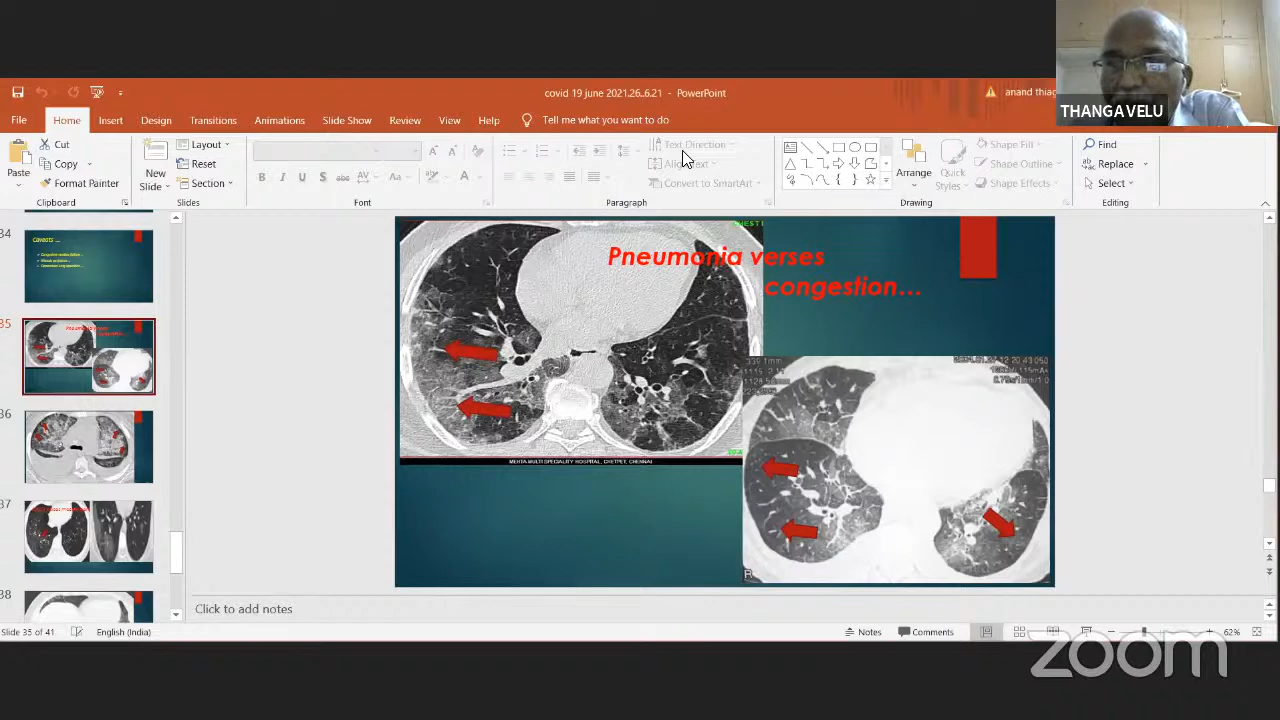 covid 19 june 2021.26..6.21 - PowerPoint
anand thiag
THANGAVELU
File Home Insert Design Transitions Animations Slide Show Review View Help Tell me what you want to do
Paste
Cut
Copy
Format Painter
Clipboard
New Slide
Layout
Reset
Section
Slides
Font
Text Direction
Align Text
Convert to SmartArt
Paragraph
Arrange
Quick Styles
Drawing
Shape Fill
Shape Outline
Shape Effects
Find
Replace
Select
Editing
34
Caveats ...
35
36
37
38
Pneumonia verses
congestion...
MEHTA MULTI SPECIALITY HOSPITAL, CHETPET, CHENNAI
R
Click to add notes
Slide 35 of 41 English (India) Notes Comments 62%
zoom